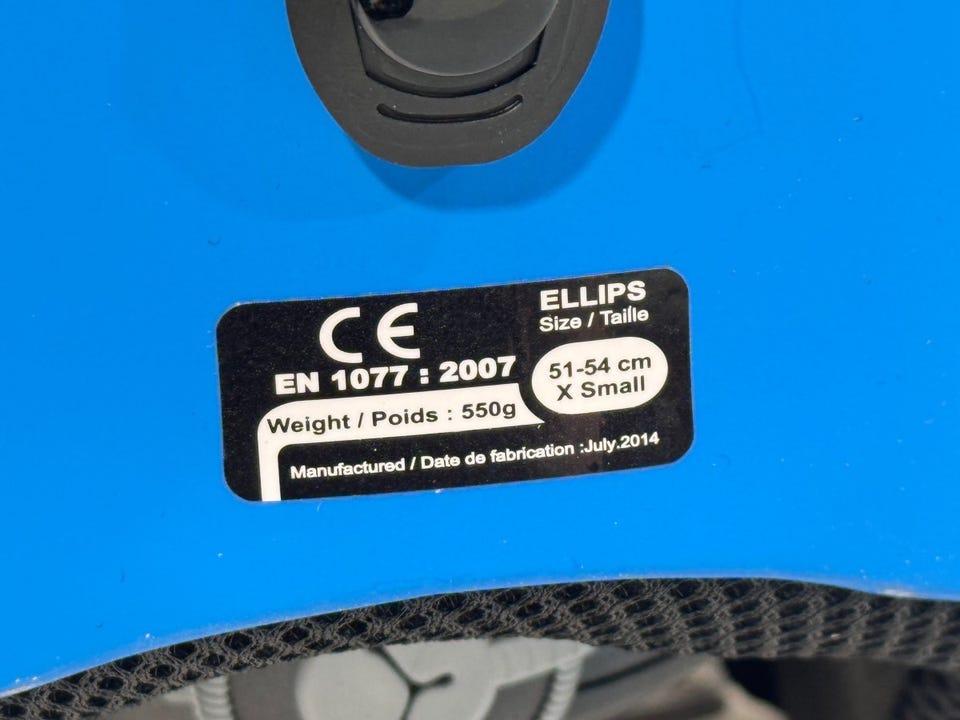 CE
EN 1077 : 2007
Weight / Poids : 550g
Manufactured / Date de fabrication :July.2014
ELLIPS
Size / Taille
51-54 cm
X Small